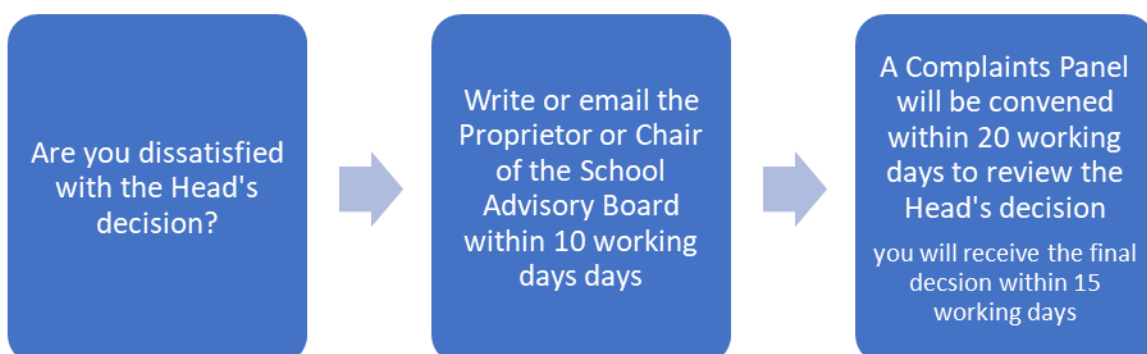 Are you dissatisfied
with the Head's
decision?
Write or email the
Proprietor or Chair
of the School
Advisory Board
within 10 working
days days
A Complaints Panel
will be convened
within 20 working
days to review the
Head's decision
you will receive the final
decsion within 15
working days